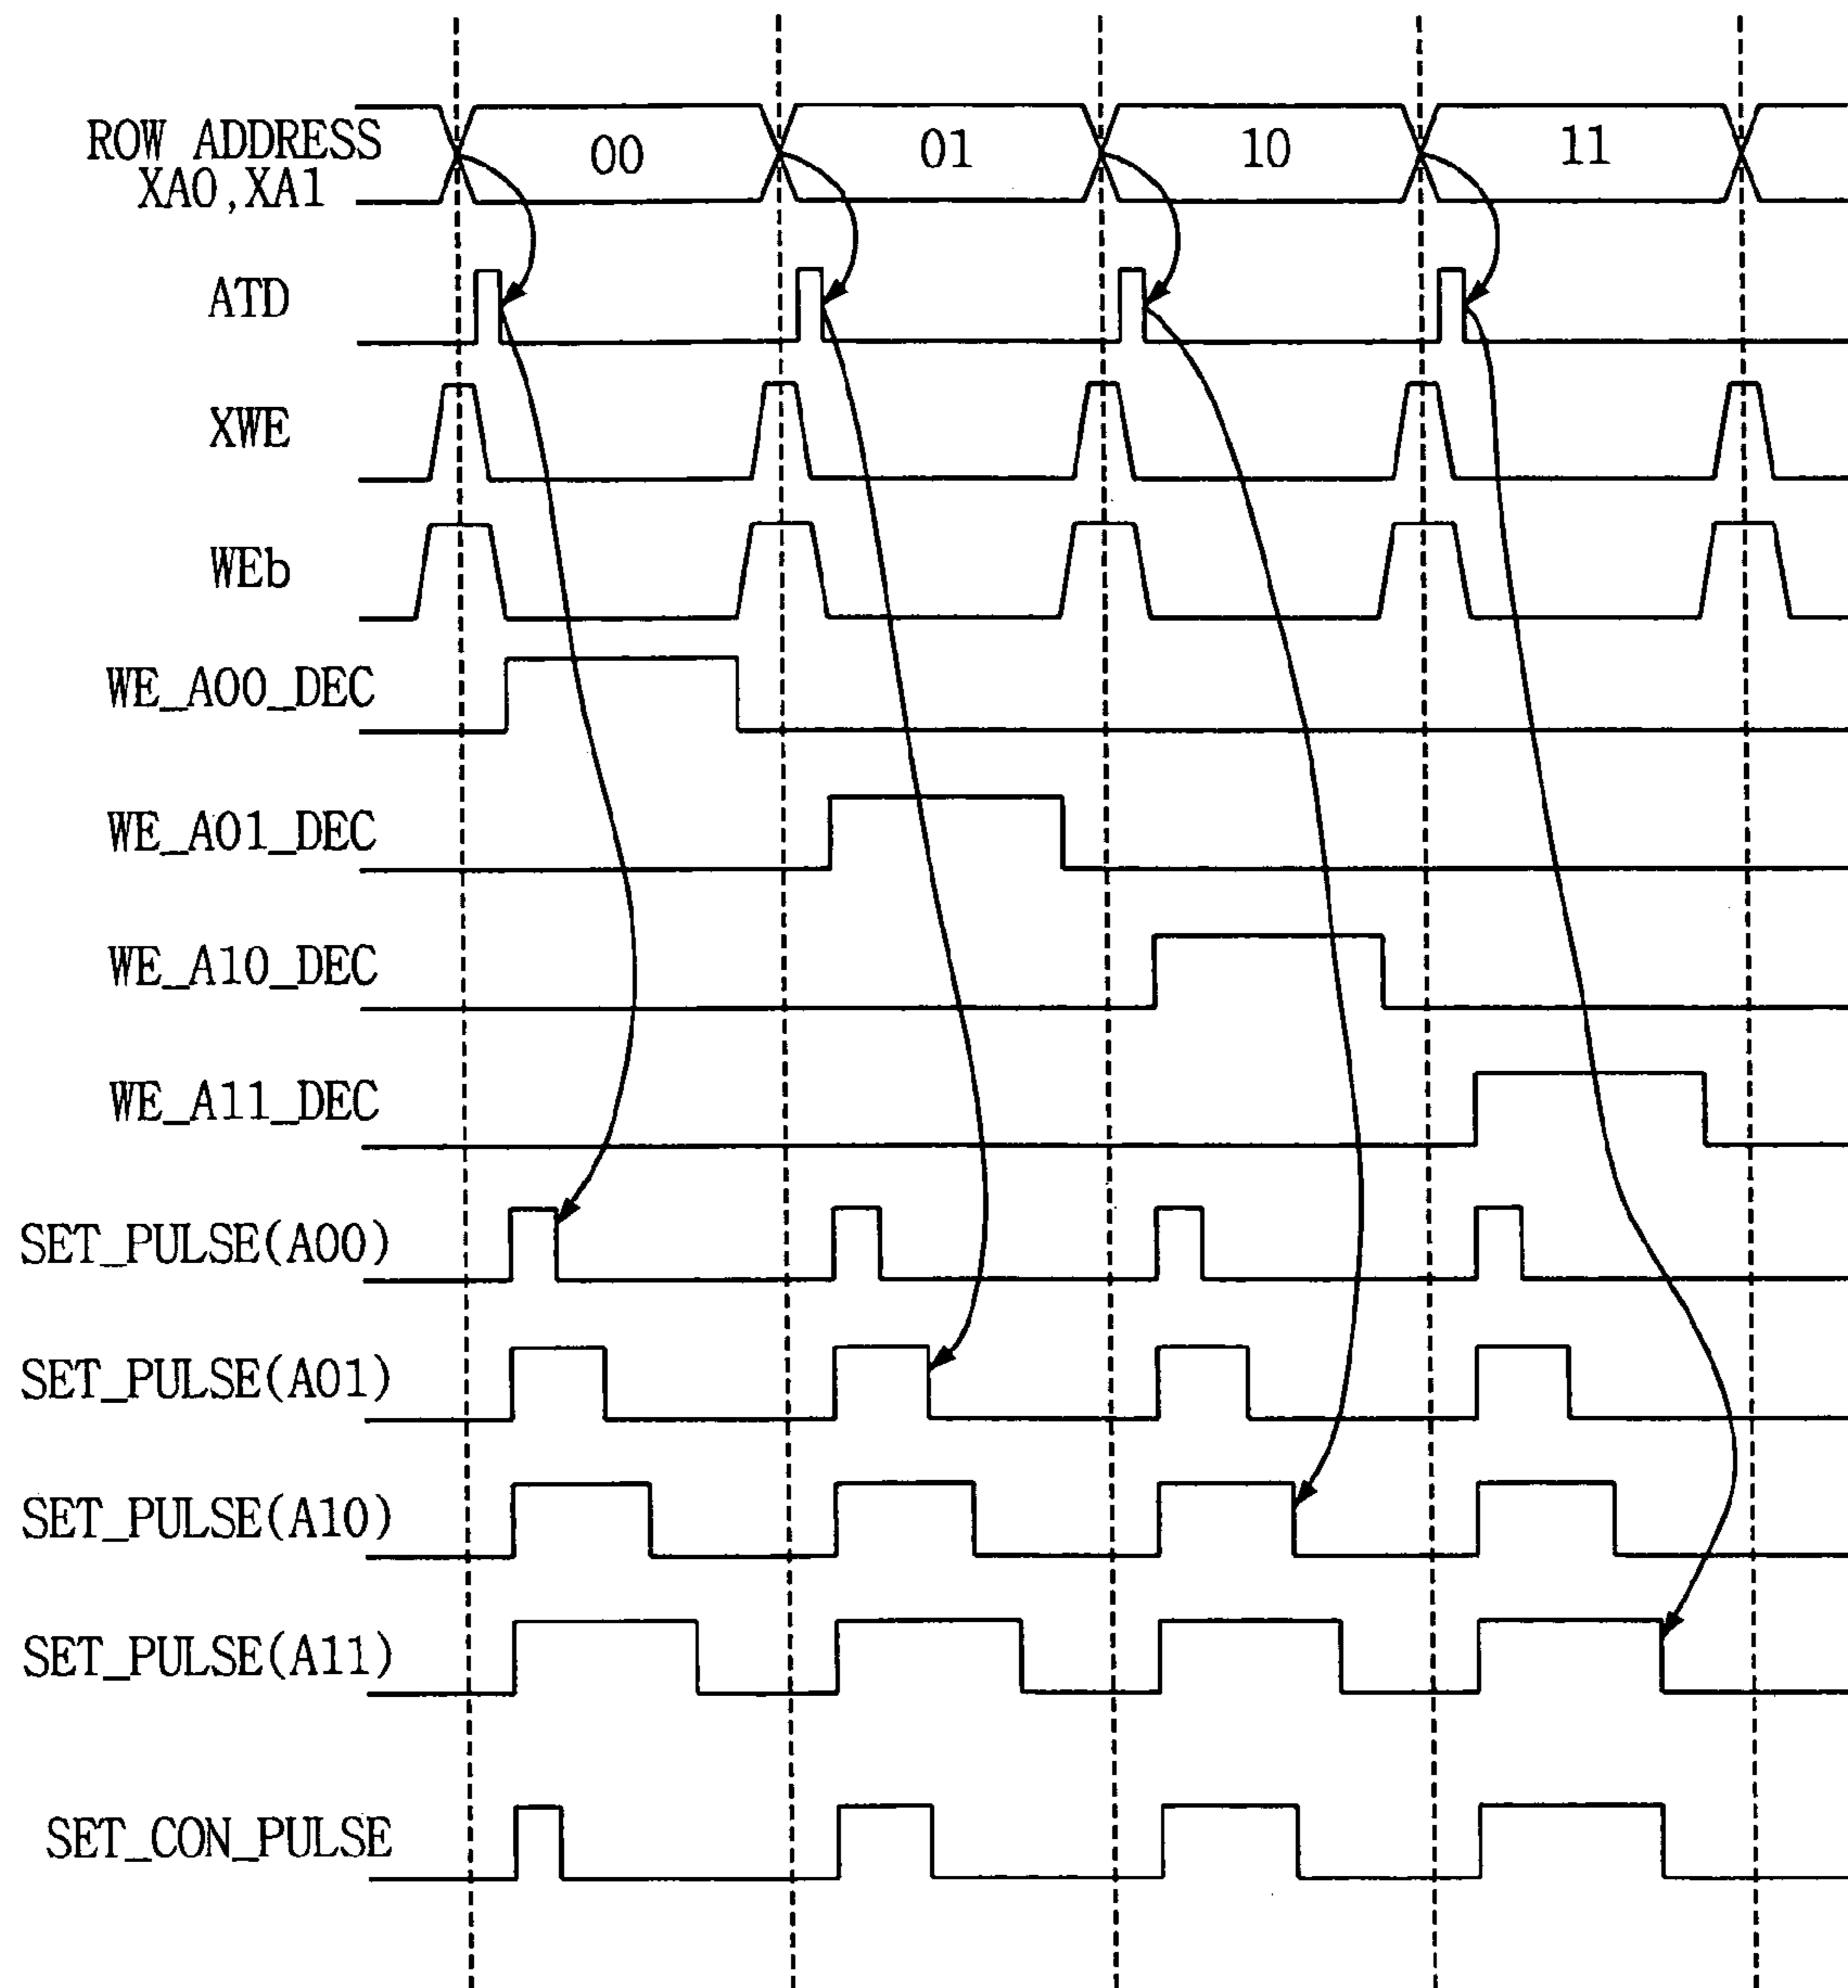 ROW ADDRESS
XA0,XA1
00
01
10
11
ATD
XWE
WEb
WE_A00_DEC
WE_A01_DEC
WE_A10_DEC
WE_A11_DEC
SET_PULSE(A00)
SET_PULSE(A01)
SET_PULSE(A10)
SET_PULSE(A11)
SET_CON_PULSE